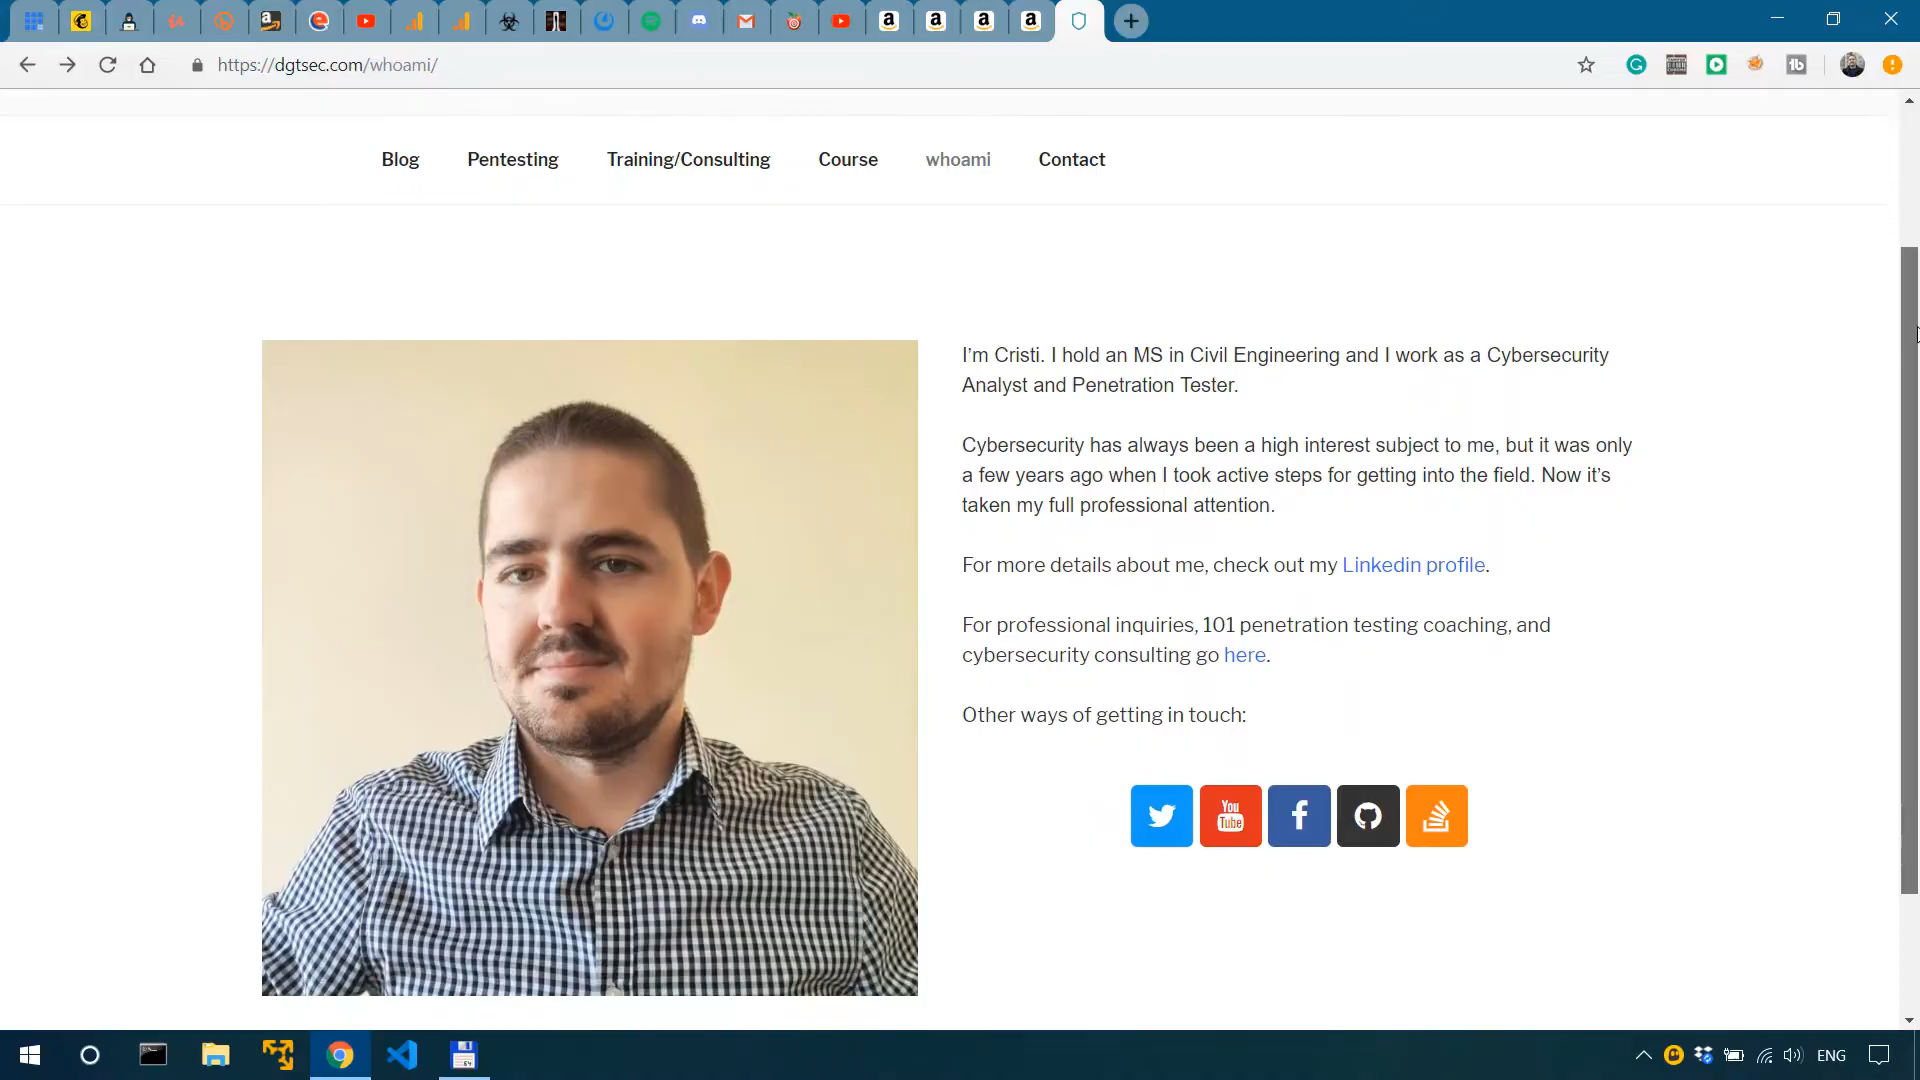 https://dgtsec.com/whoami/
Blog Pentesting Training/Consulting Course whoami Contact
I'm Cristi. I hold an MS in Civil Engineering and I work as a Cybersecurity
Analyst and Penetration Tester.
Cybersecurity has always been a high interest subject to me, but it was only
a few years ago when I took active steps for getting into the field. Now it's
taken my full professional attention.
For more details about me, check out my Linkedin profile.
For professional inquiries, 101 penetration testing coaching, and
cybersecurity consulting go here.
Other ways of getting in touch:
You
Tube
64
ENG